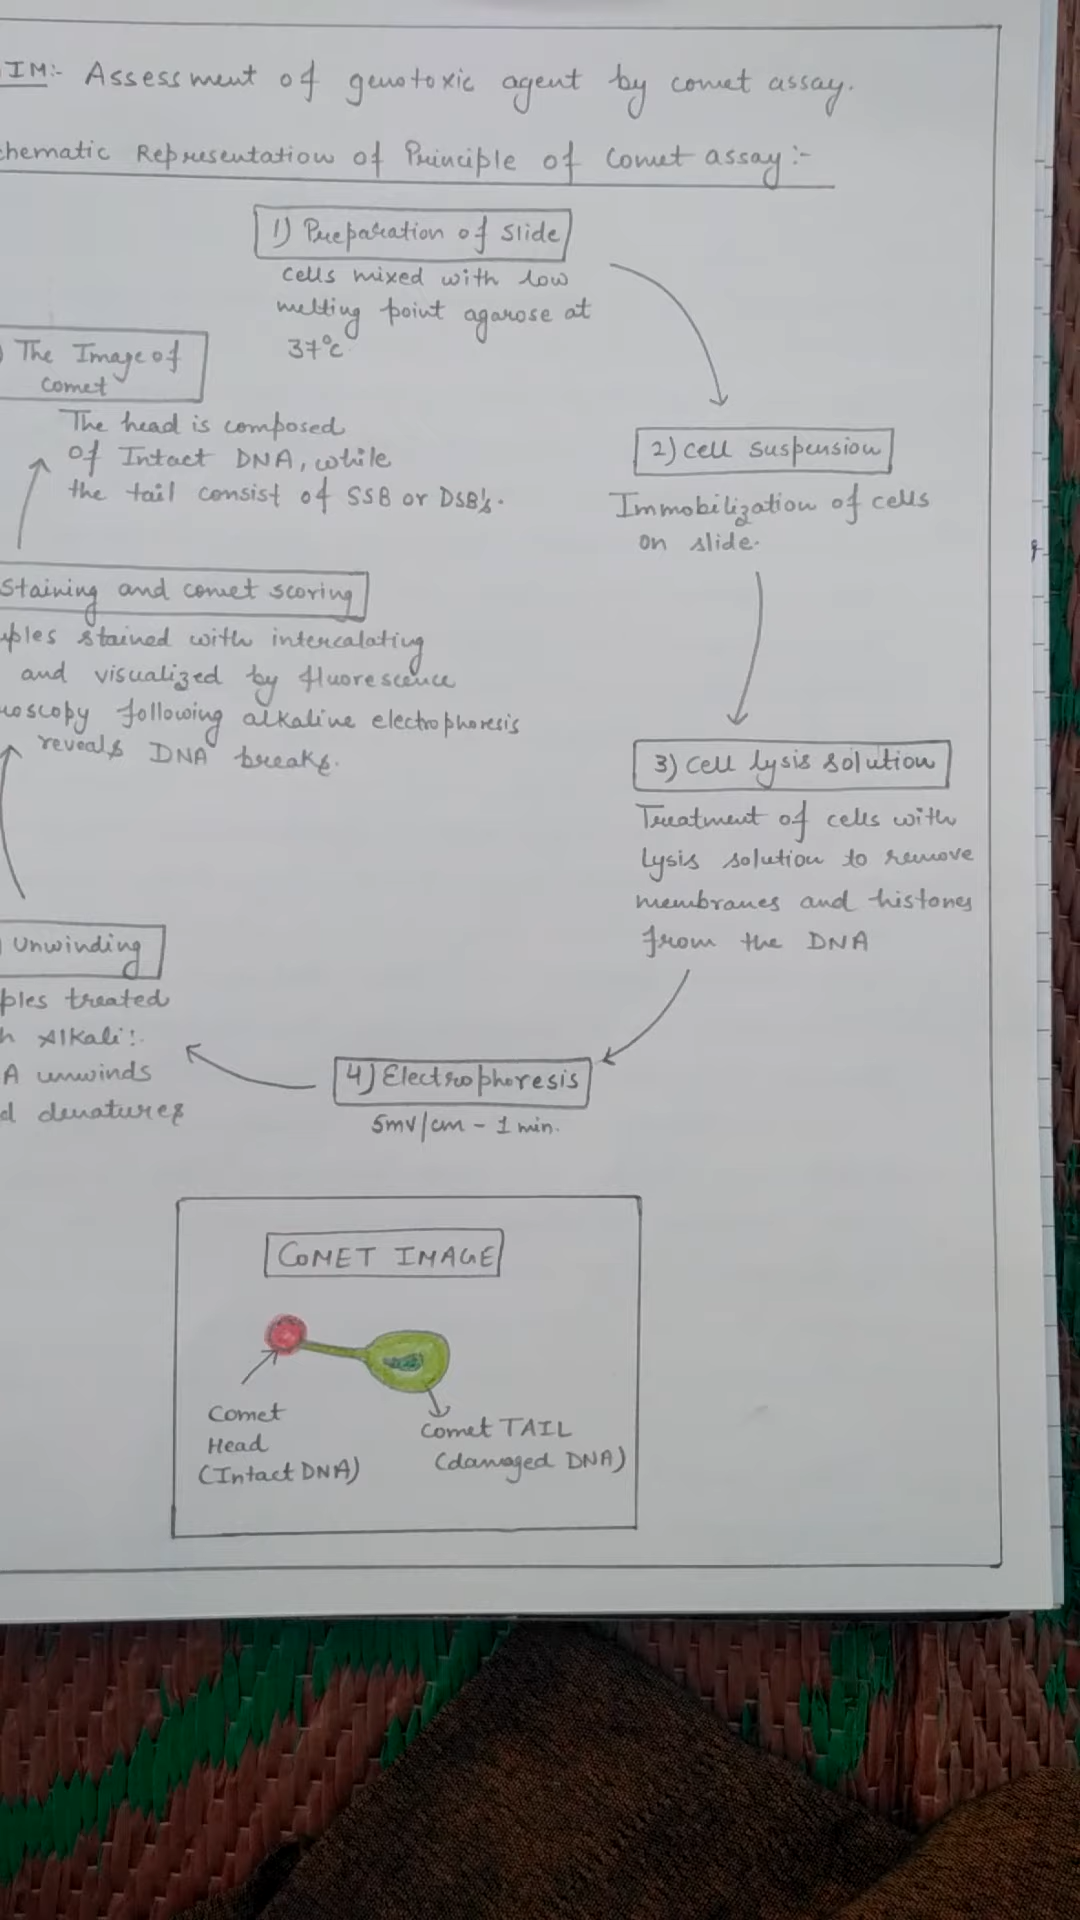 IM:- Assessment of genotoxic agent by comet assay.
chematic Representation of Principle of Comet assay:-
1) Preparation of slide
cells mixed with low
melting point agarose at
37°c.
2) Cell suspension
Immobilization of cells
on slide.
3) Cell lysis solution
Treatment of cells with
lysis solution to remove
membranes and histones
from the DNA
4) Electrophoresis
5mv/cm - 1 min.
) Unwinding
ples treated
h Alkali:.
A unwinds
d denatures
Staining and comet scoring
ples stained with intercalating
and visualized by fluorescence
roscopy following alkaline electrophoresis
reveals DNA breaks.
) The Image of
comet
The head is composed
of Intact DNA, while
the tail consist of SSB or DSB's.
COMET IMAGE
Comet
Head
(Intact DNA)
Comet TAIL
(damaged DNA)